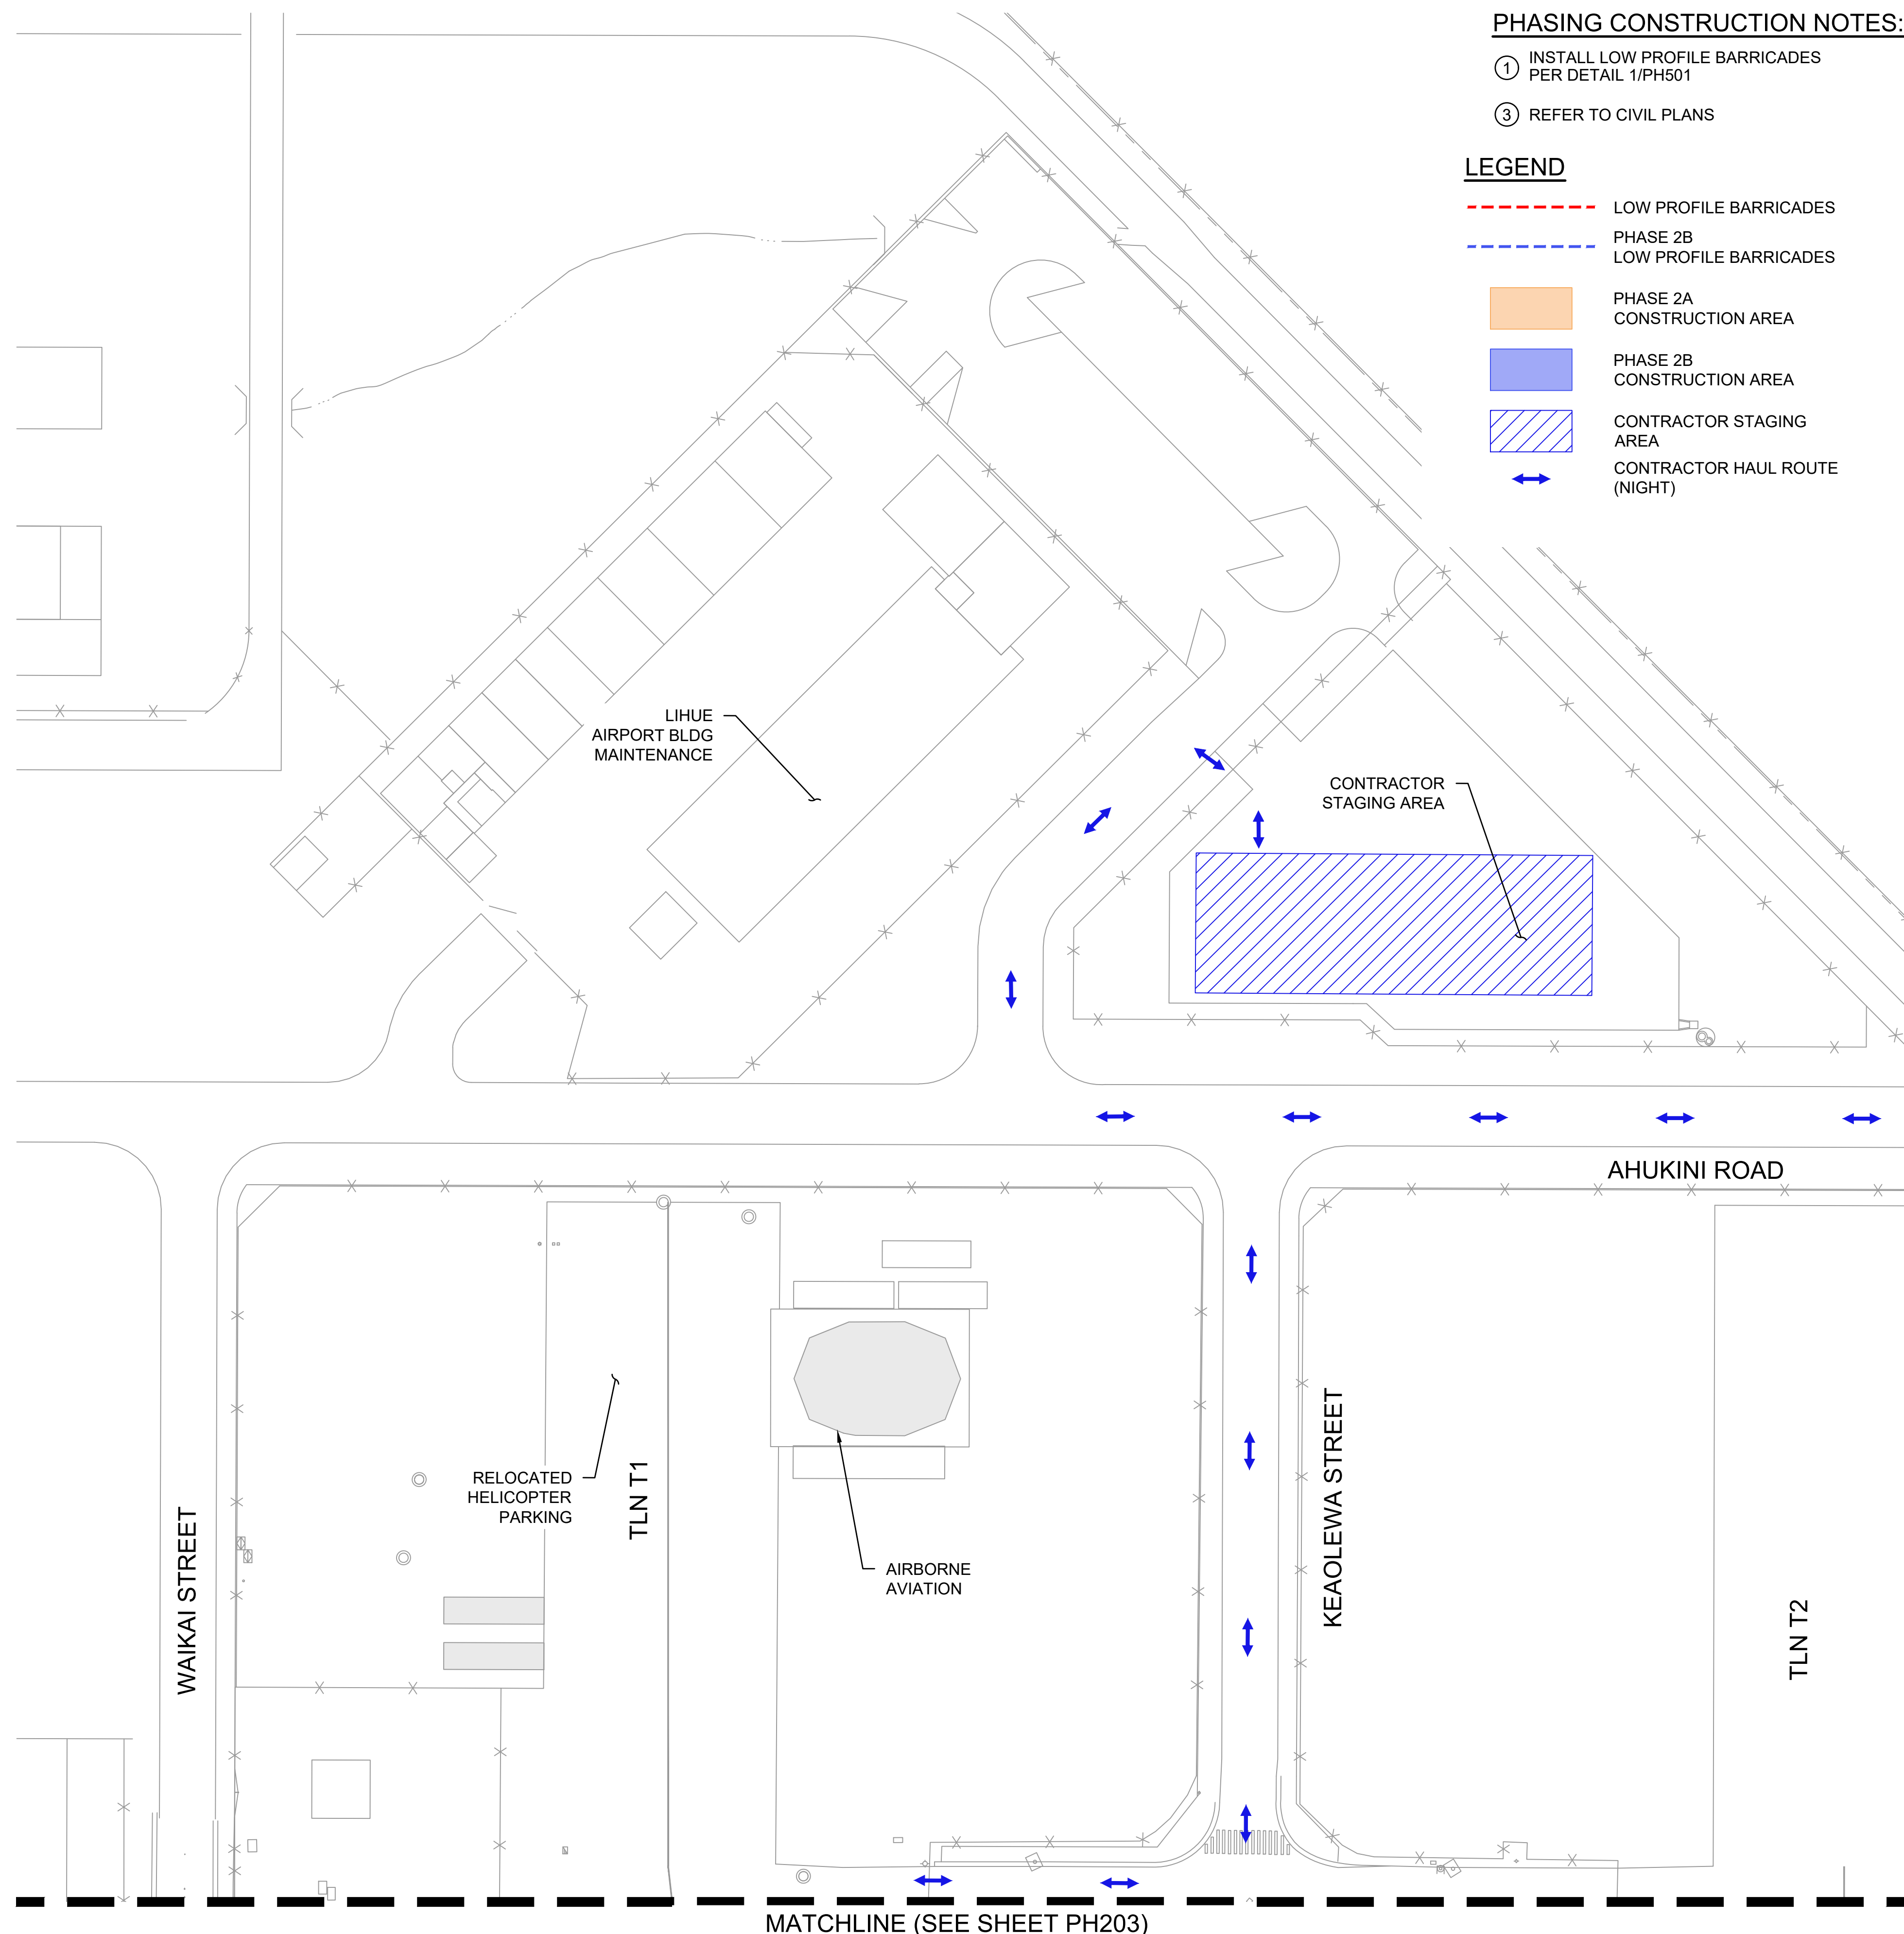 PHASING CONSTRUCTION NOTES:
1 INSTALL LOW PROFILE BARRICADES
PER DETAIL 1/PH501
3 REFER TO CIVIL PLANS
LEGEND
LOW PROFILE BARRICADES
PHASE 2B
LOW PROFILE BARRICADES
PHASE 2A
CONSTRUCTION AREA
PHASE 2B
CONSTRUCTION AREA
CONTRACTOR STAGING
AREA
CONTRACTOR HAUL ROUTE
(NIGHT)
LIHUE
AIRPORT BLDG
MAINTENANCE
CONTRACTOR
STAGING AREA
AHUKINI ROAD
RELOCATED
HELICOPTER
PARKING
TLN T1
AIRBORNE
AVIATION
WAIKAI STREET
KEAOLEWA STREET
TLN T2
MATCHLINE (SEE SHEET PH203)